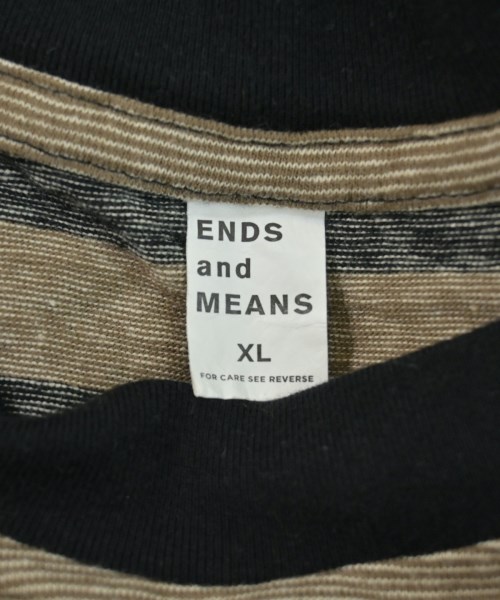 ENDS
and
MEANS
XL
FOR CARE SEE REVERSE